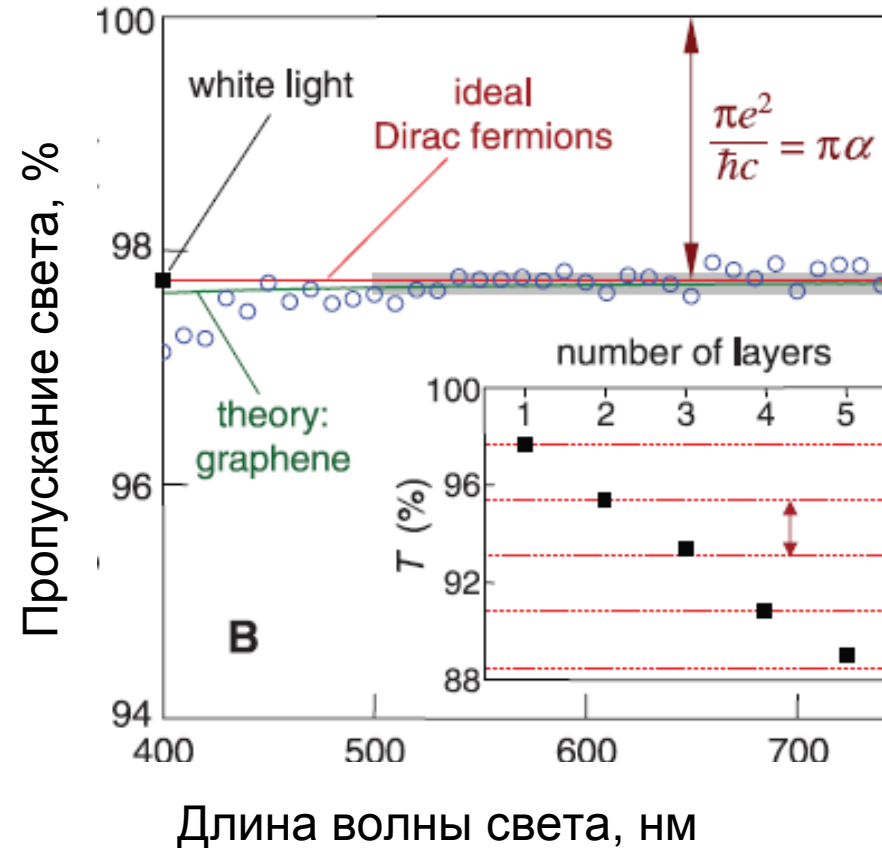 Пропускание света, %
100
98
96
94
white light
ideal
Dirac fermions
πe²
ħc
= πα
theory:
graphene
B
number of layers
1 2 3 4 5
100
96
92
88
T (%)
400 500 600 700
Длина волны света, нм